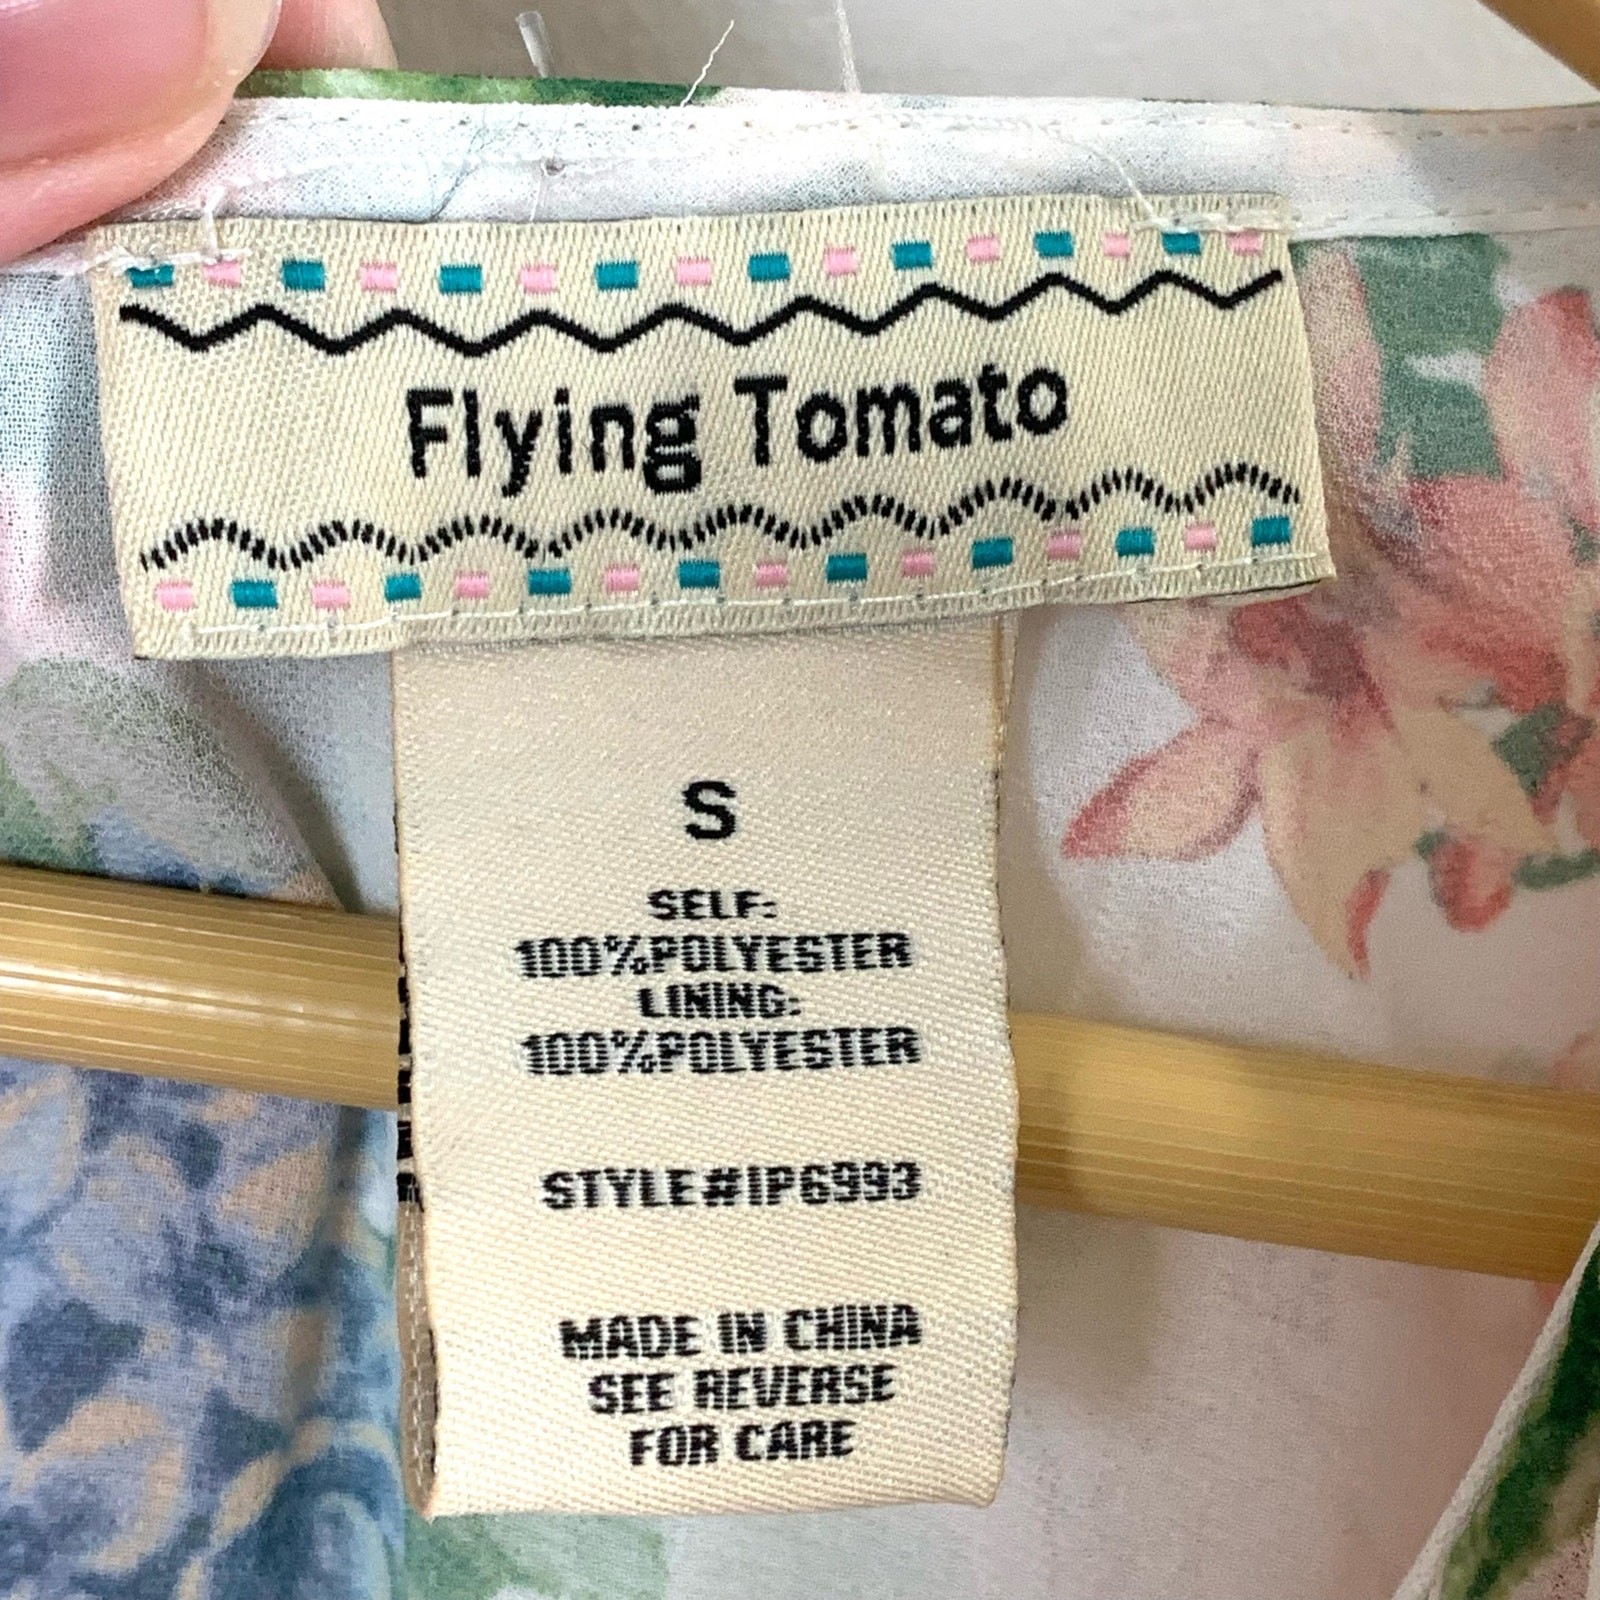 Flying Tomato
S
SELF:
100%POLYESTER
LINING:
100%POLYESTER
STYLE#IP6993
MADE IN CHINA
SEE REVERSE
FOR CARE